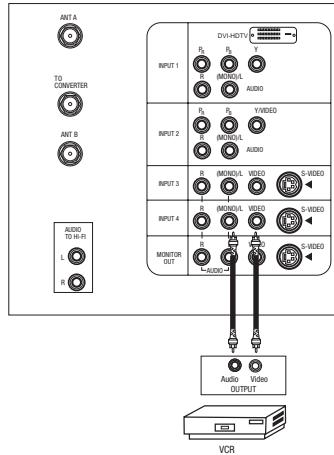 ANT A
TO
CONVERTER
ANT B
AUDIO
TO HI-FI
L
R
DVI-HDTV
PR PB Y
INPUT 1
R (MONO)/L AUDIO
PR PB Y/VIDEO
INPUT 2
R (MONO)/L AUDIO
INPUT 3 R (MONO)/L VIDEO S-VIDEO
INPUT 4 R (MONO)/L VIDEO S-VIDEO
MONITOR
OUT
R S-VIDEO
AUDIO
Audio Video
OUTPUT
VCR